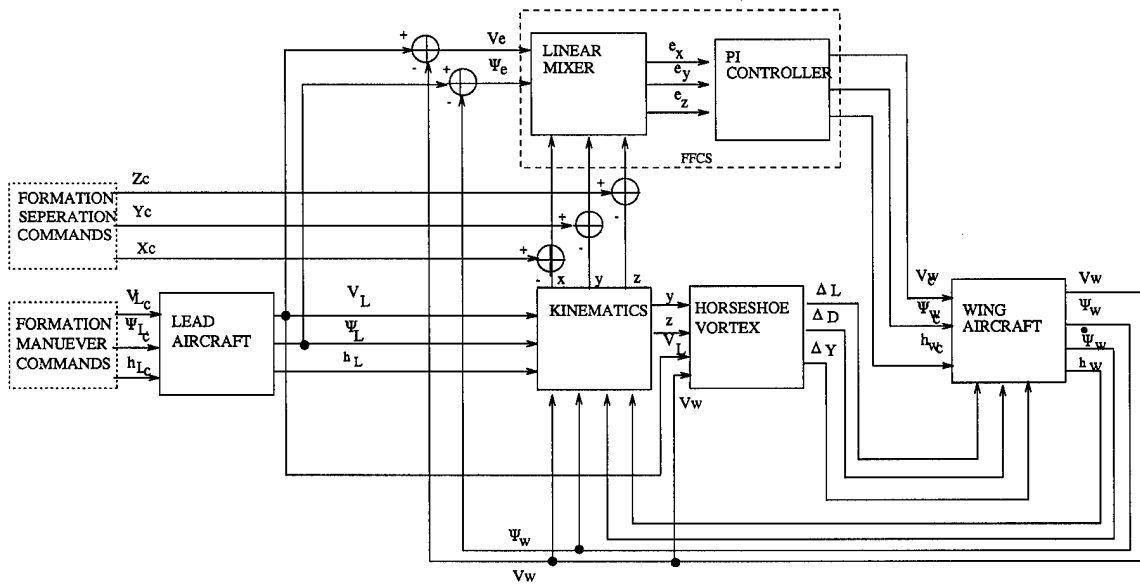 Ve
LINEAR
MIXER
Ψe
ex
ey
ez
PI
CONTROLLER
FFCS
+
-
+
-
FORMATION
SEPERATION
COMMANDS
Zc
Yc
Xc
+
-
+
-
+
-
x
y
z
FORMATION
MANUEVER
COMMANDS
VLc
ΨLc
hLc
LEAD
AIRCRAFT
VL
ΨL
hL
KINEMATICS
y
z
VL
Vw
HORSESHOE
VORTEX
ΔL
ΔD
ΔY
Vwc
Ψwc
hwc
WING
AIRCRAFT
Vw
Ψw
Ψ̇w
hw
Ψw
Vw